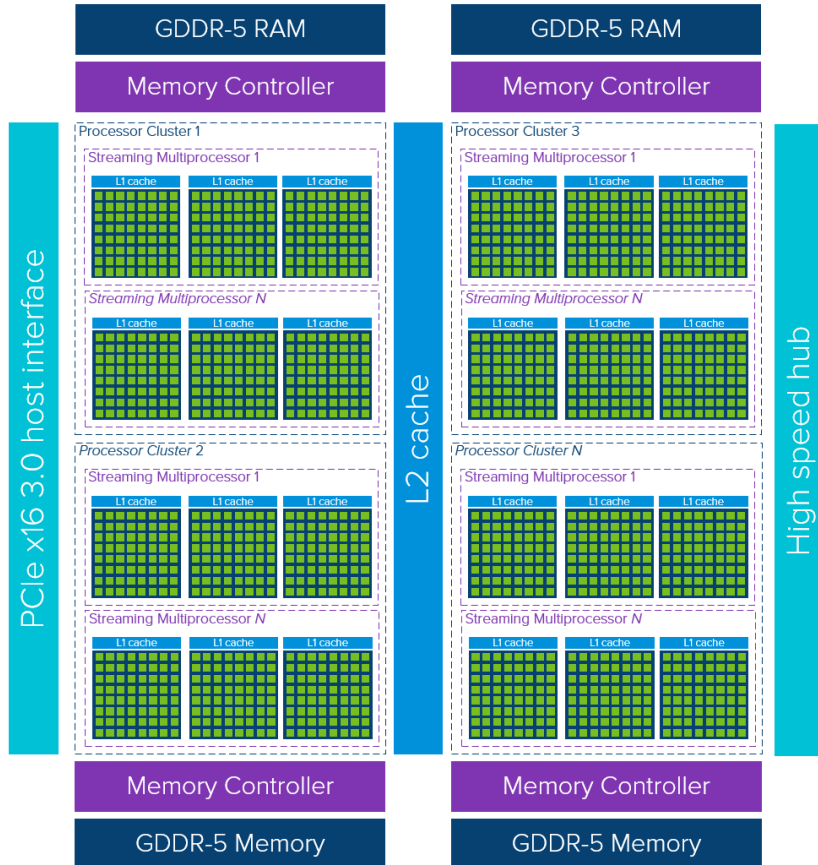 GDDR-5 RAM
GDDR-5 RAM
Memory Controller
Memory Controller
PCIe x16 3.0 host interface
Processor Cluster 1
Streaming Multiprocessor 1
L1 cache
L1 cache
L1 cache
Streaming Multiprocessor N
L1 cache
L1 cache
L1 cache
Processor Cluster 2
Streaming Multiprocessor 1
L1 cache
L1 cache
L1 cache
Streaming Multiprocessor N
L1 cache
L1 cache
L1 cache
L2 cache
Processor Cluster 3
Streaming Multiprocessor 1
L1 cache
L1 cache
L1 cache
Streaming Multiprocessor N
L1 cache
L1 cache
L1 cache
Processor Cluster N
Streaming Multiprocessor 1
L1 cache
L1 cache
L1 cache
Streaming Multiprocessor N
L1 cache
L1 cache
L1 cache
High speed hub
Memory Controller
Memory Controller
GDDR-5 Memory
GDDR-5 Memory